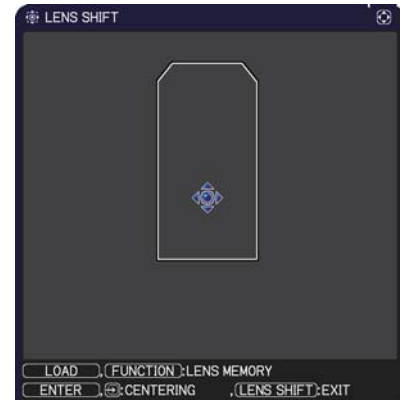 LENS SHIFT
LOAD ,FUNCTION:LENS MEMORY
ENTER ,:CENTERING ,LENS SHIFT:EXIT